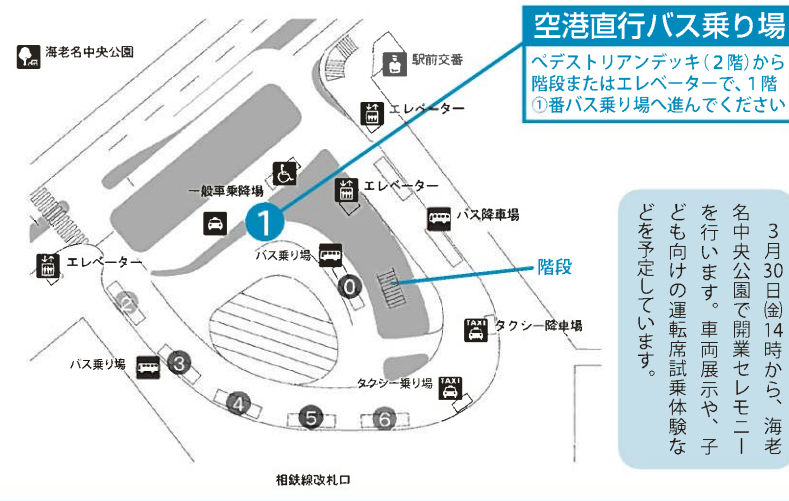 空港直行バス乗り場
ペデストリアンデッキ(2階)から
階段またはエレベーターで、1階
①番バス乗り場へ進んでください
海老名中央公園
駅前交番
エレベーター
一般車乗降場
エレベーター
1
バス降車場
バス乗り場
エレベーター
階段
0
2
タクシー降車場
バス乗り場
3
タクシー乗り場
TAXI
TAXI
4
5
6
相鉄線改札口
3月30日㈮14時から、海老
名中央公園で開業セレモニー
を行います。車両展示や、子
ども向けの運転席試乗体験な
どを予定しています。